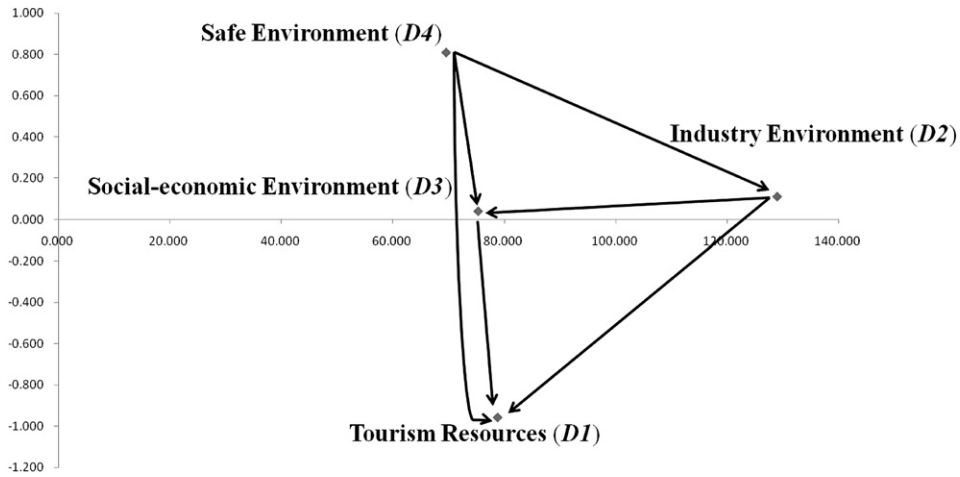 1.000
Safe Environment (D4)
0.800
0.600
0.400
Industry Environment (D2)
0.200
Social-economic Environment (D3)
0.000
0.000 20.000 40.000 60.000 80.000 100.000 120.000 140.000
-0.200
-0.400
-0.600
-0.800
-1.000
Tourism Resources (D1)
-1.200